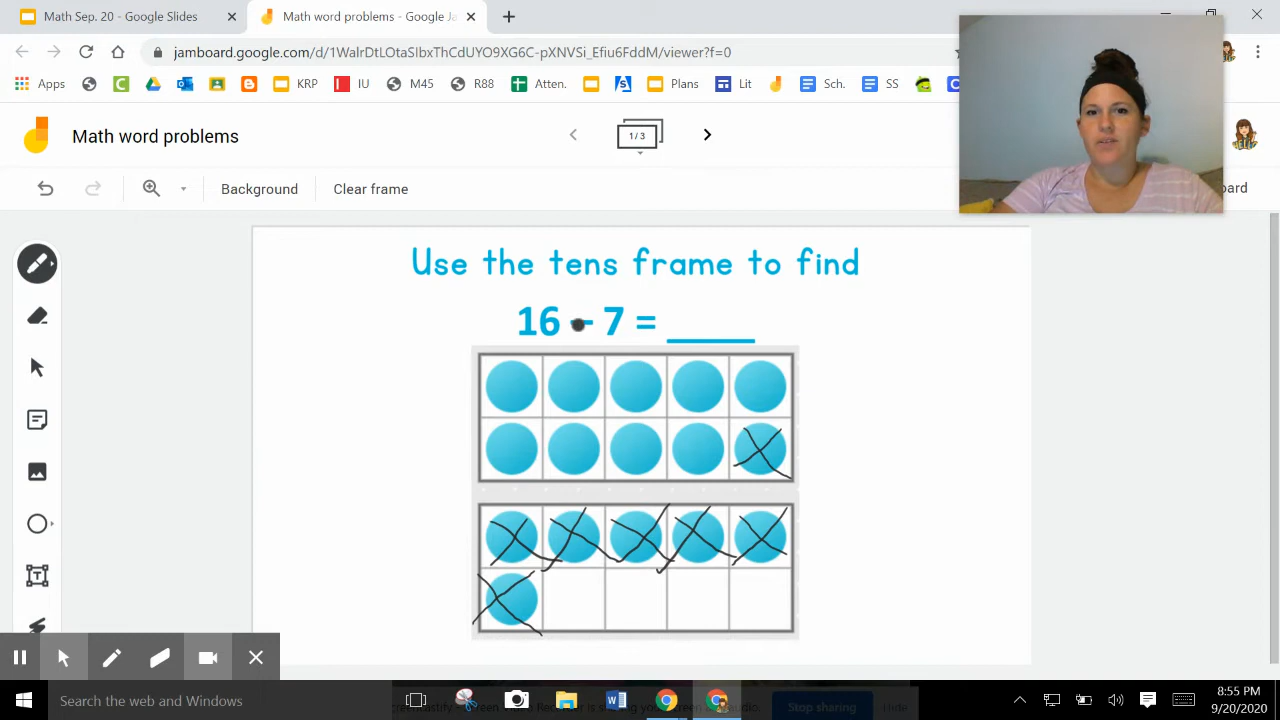 Math Sep. 20 - Google Slides
Math word problems - Google Ja
jamboard.google.com/d/1WalrDtLOtaSIbxThCdUYO9XG6C-pXNVSi_Efiu6FddM/viewer?f=0
Apps KRP IU M45 R88 Atten. Plans Lit Sch. SS
Math word problems
1/3
Background Clear frame
Use the tens frame to find
16 - 7 =
Search the web and Windows
Stop sharing Hide
8:55 PM
9/20/2020